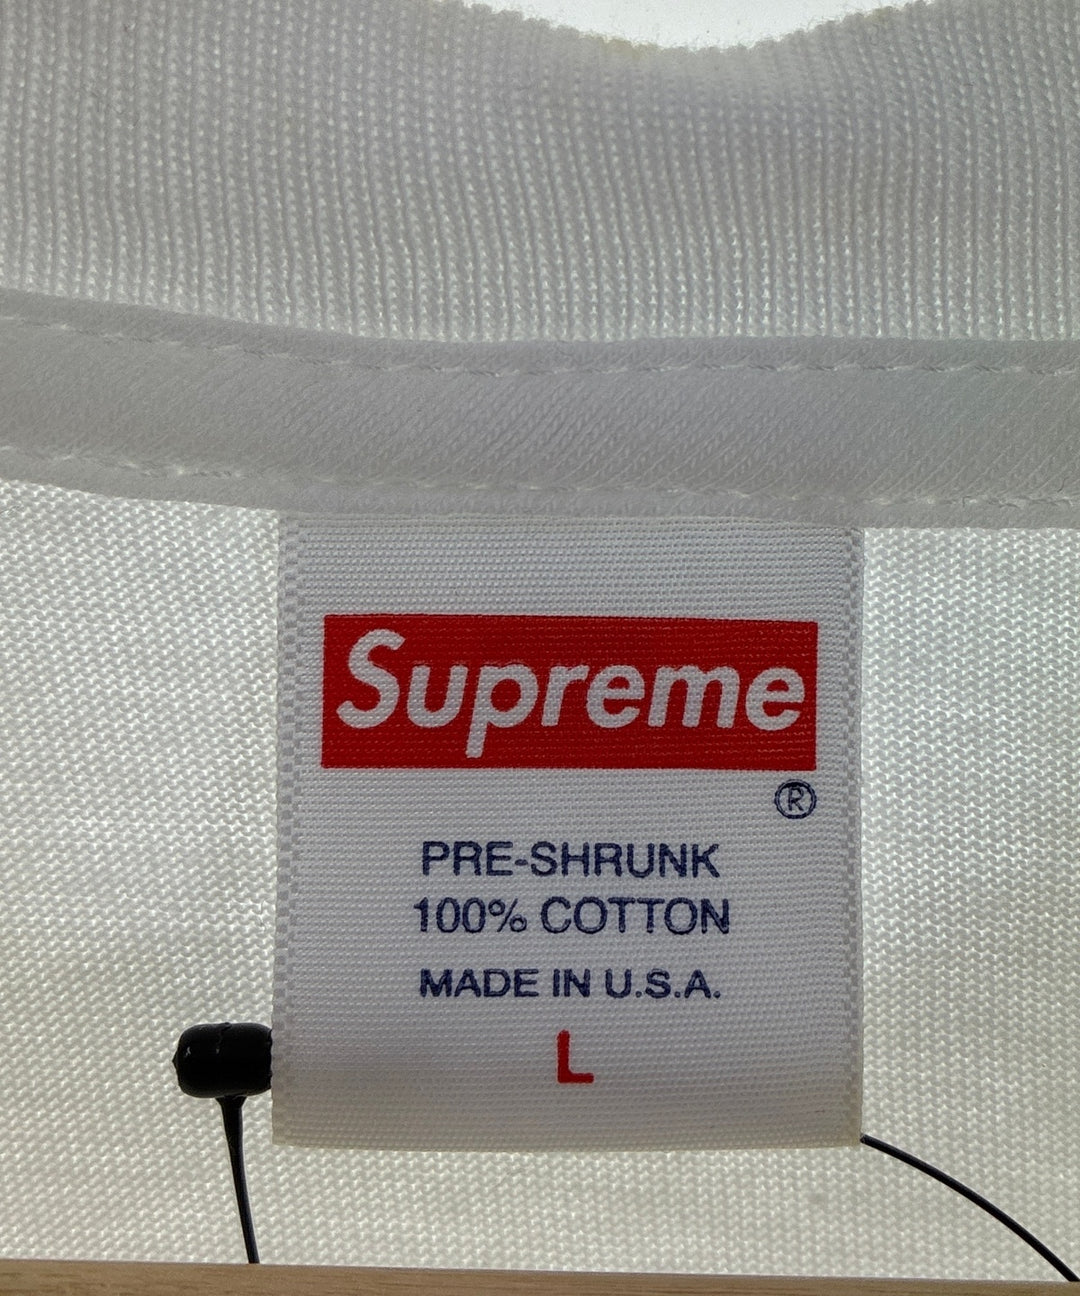 Supreme
®
PRE-SHRUNK
100% COTTON
MADE IN U.S.A.
L